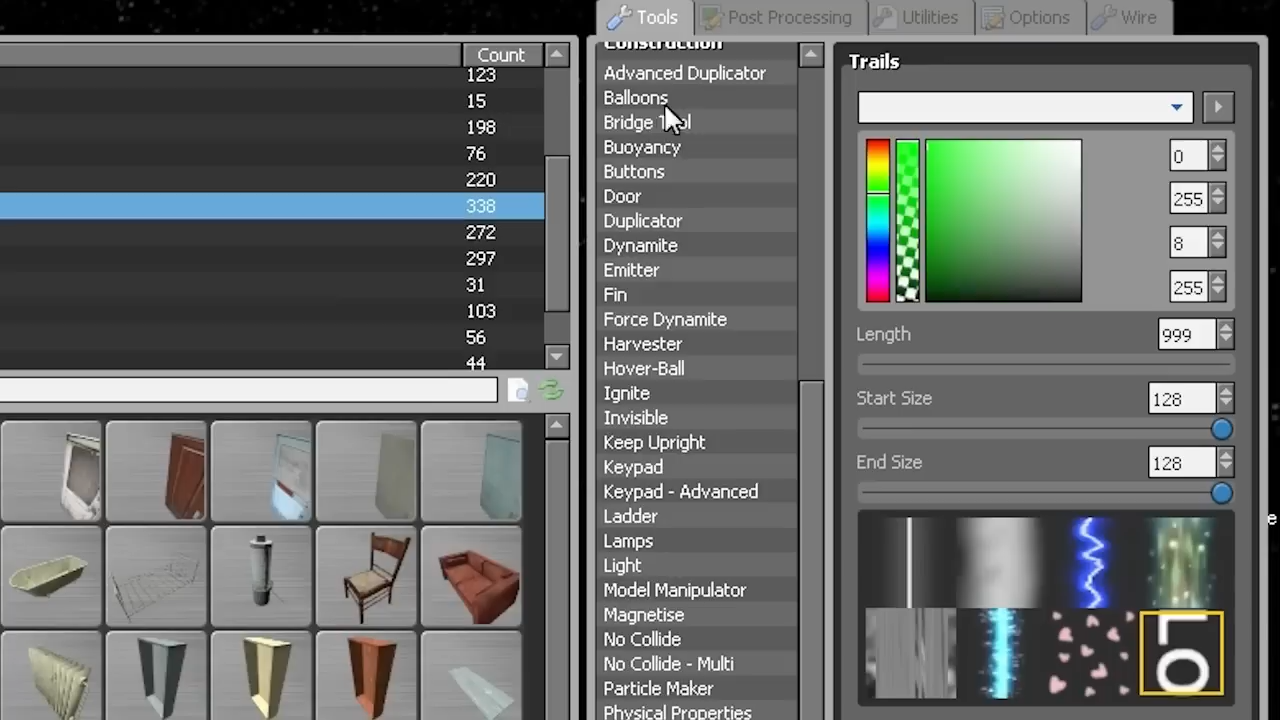 Tools
Post Processing
Utilities
Options
Wire
Count
123
15
198
76
220
338
272
297
31
103
56
44
Construction
Advanced Duplicator
Balloons
Bridge Tool
Buoyancy
Buttons
Door
Duplicator
Dynamite
Emitter
Fin
Force Dynamite
Harvester
Hover-Ball
Ignite
Invisible
Keep Upright
Keypad
Keypad - Advanced
Ladder
Lamps
Light
Model Manipulator
Magnetise
No Collide
No Collide - Multi
Particle Maker
Physical Properties
Trails
0
255
8
255
Length
999
Start Size
128
End Size
128
LO
e